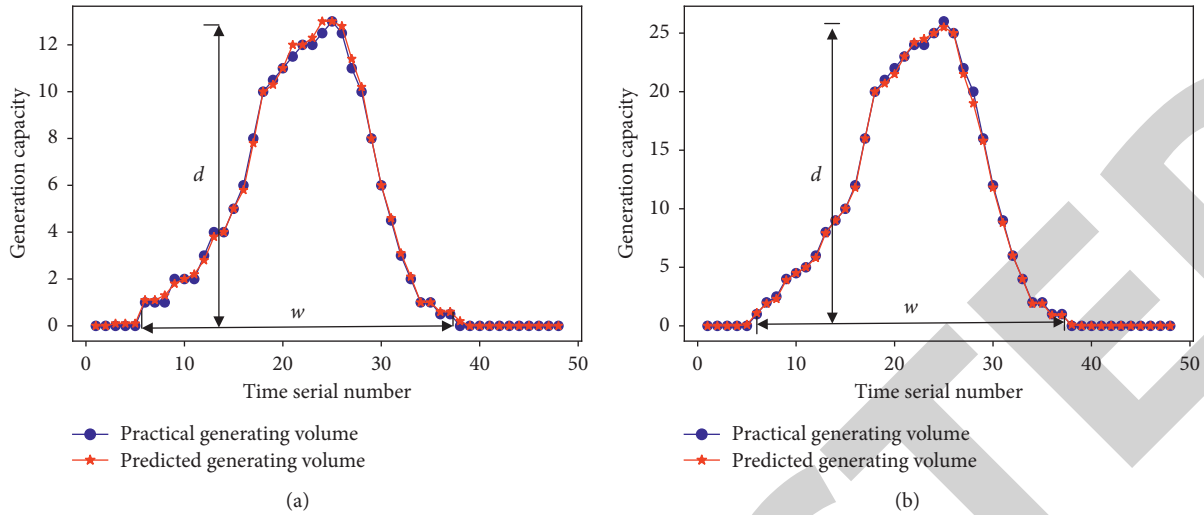 12
10
8
6
4
2
0
Generation capacity
d
w
0 10 20 30 40 50
Time serial number
Practical generating volume
Predicted generating volume
(a)
25
20
15
10
5
0
Generation capacity
d
w
0 10 20 30 40 50
Time serial number
Practical generating volume
Predicted generating volume
(b)